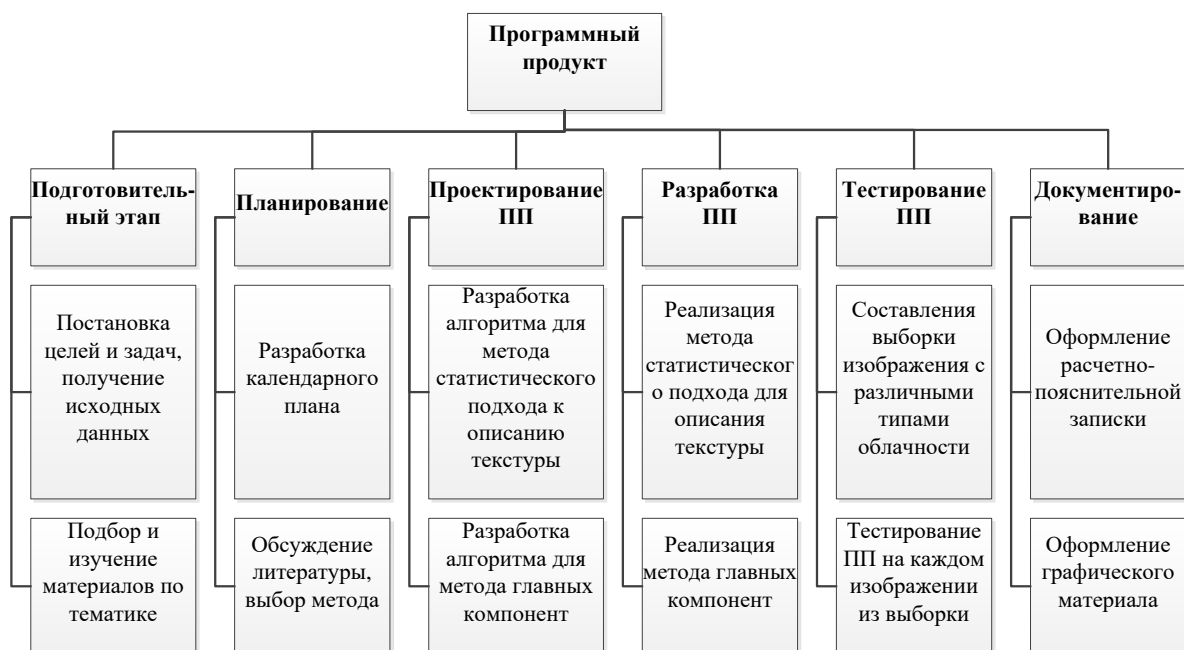 Программный
продукт
Подготовитель-
ный этап
Планирование
Проектирование
ПП
Разработка
ПП
Тестирование
ПП
Документиро-
вание
Постановка
целей и задач,
получение
исходных
данных
Разработка
календарного
плана
Разработка
алгоритма для
метода
статистического
подхода к
описанию
текстуры
Реализация
метода
статистическог
о подхода для
описания
текстуры
Составления
выборки
изображения с
различными
типами
облачности
Оформление
расчетно-
пояснительной
записки
Подбор и
изучение
материалов по
тематике
Обсуждение
литературы,
выбор метода
Разработка
алгоритма для
метода главных
компонент
Реализация
метода главных
компонент
Тестирование
ПП на каждом
изображении
из выборки
Оформление
графического
материала